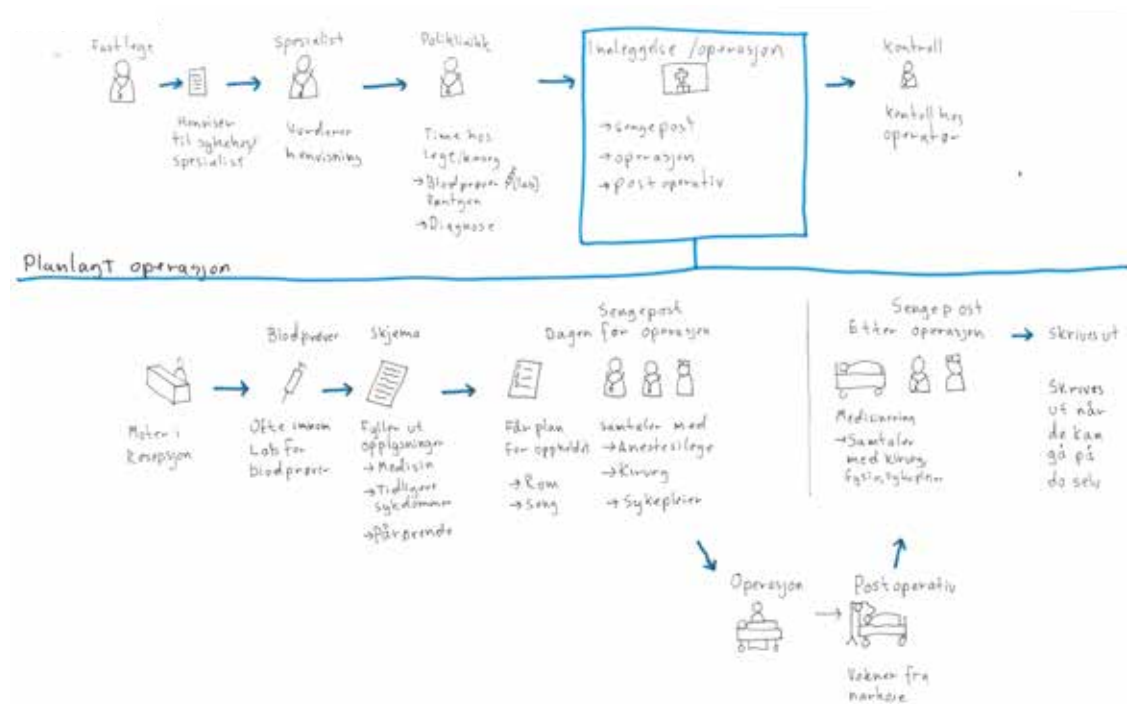 Fastlege
Henviser
til sykehus/
spesialist
Spesialist
Vurderer
henvisning
Poliklinikk
Time hos
lege/kirurg
→Blodprøver (lab)
Røntgen
→Diagnose
Innleggelse/operasjon
→Sengepost
→operasjon
→postoperativ
Kontroll
Kontroll hos
operatør
Planlagt operasjon
Møter i
Resepsjon
Blodprøver
Ofte innom
Lab for
blodprøver
Skjema
Fyller ut
opplysninger
→Medisin
→Tidligere
sykdommer
→Pårørende
Sengepost
Dagen før operasjon
Får plan
for oppholdet
→Rom
→Seng
Samtaler med
→Anestesilege
→Kirurg
→Sykepleier
Operasjon
Postoperativ
Våkner fra
narkose
Sengepost
Etter operasjon
Medisinering
→Samtaler
med kirurg,
fysio, sykepleier
Skrives ut
Skrives
ut når
de kan
gå på
do selv